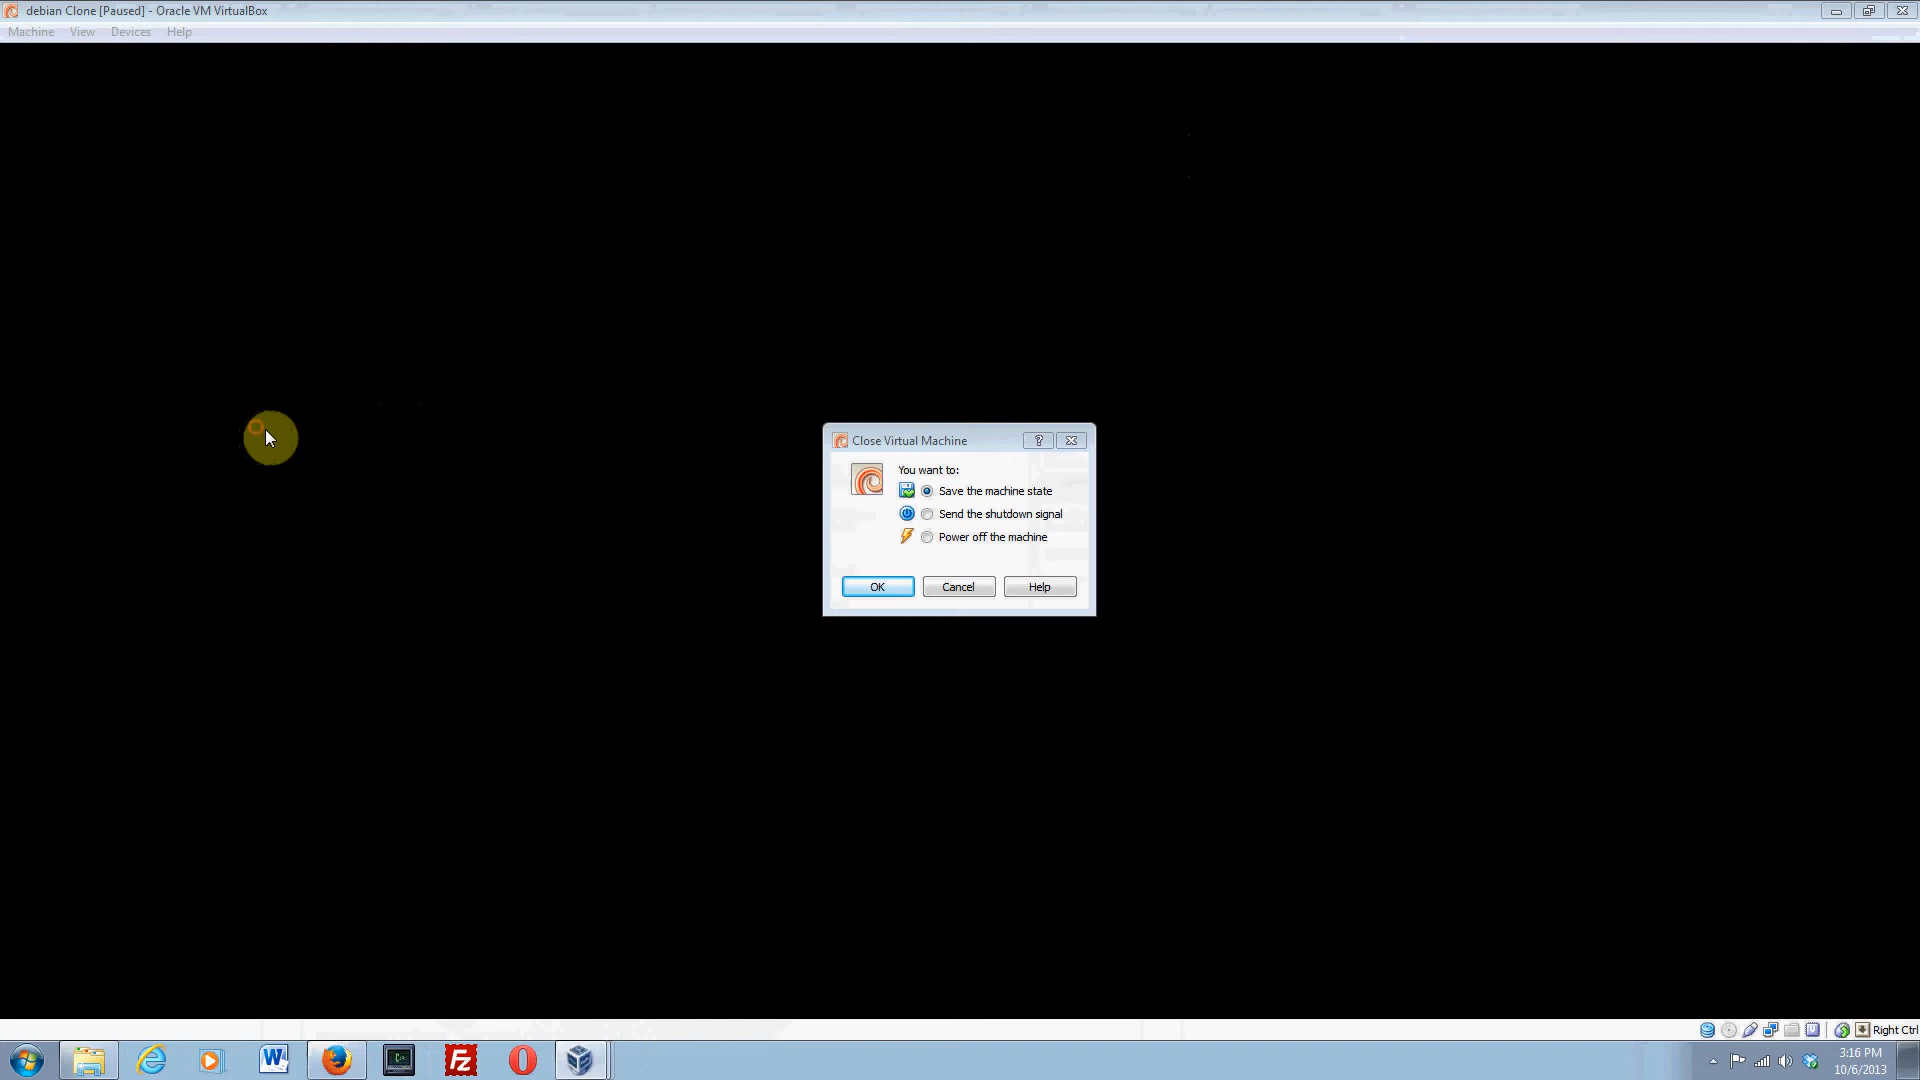 debian Clone [Paused] - Oracle VM VirtualBox
Machine View Devices Help
Close Virtual Machine
You want to:
Save the machine state
Send the shutdown signal
Power off the machine
OK Cancel Help
Right Ctrl
3:16 PM
10/6/2013